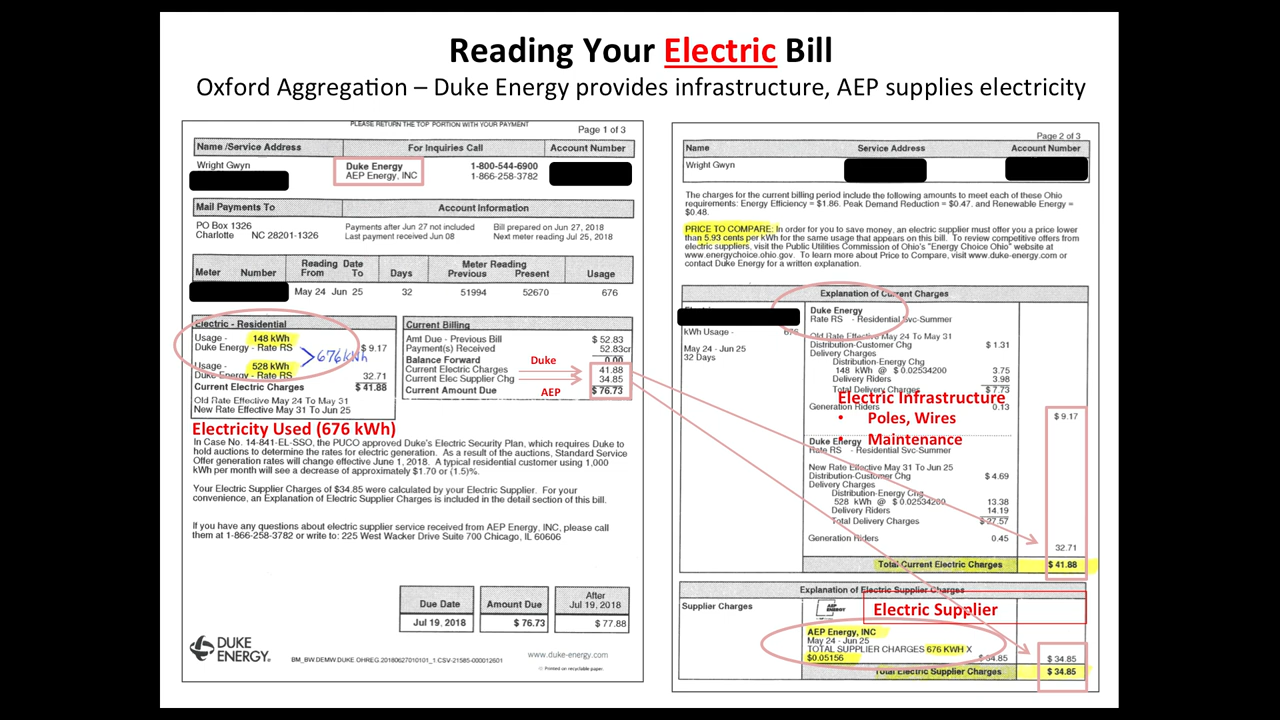 Reading Your Electric Bill
Oxford Aggregation – Duke Energy provides infrastructure, AEP supplies electricity
PLEASE RETURN THE TOP PORTION WITH YOUR PAYMENT
Page 1 of 3
Name /Service Address For Inquiries Call Account Number
Wright Gwyn Duke Energy 1-800-544-6900
AEP Energy, INC 1-866-258-3782
Mail Payments To Account Information
PO Box 1326 Payments after Jun 27 not included Bill prepared on Jun 27, 2018
Charlotte NC 28201-1326 Last payment received Jun 08 Next meter reading Jul 25, 2018
Reading Date Meter Reading
Meter Number From To Days Previous Present Usage
May 24 Jun 25 32 51994 52670 676
Electric - Residential
Usage - 148 kWh
Duke Energy - Rate RS $ 9.17
676kWh
Usage - 528 kWh
Duke Energy - Rate RS 32.71
Current Electric Charges $ 41.88
Old Rate Effective May 24 To May 31
New Rate Effective May 31 To Jun 25
Current Billing
Amt Due - Previous Bill $ 52.83
Payment(s) Received 52.83cr
Balance Forward 0.00
Current Electric Charges 41.88
Current Elec Supplier Chg 34.85
Current Amount Due $ 76.73
Duke
AEP
Electricity Used (676 kWh)
In Case No. 14-841-EL-SSO, the PUCO approved Duke's Electric Security Plan, which requires Duke to
hold auctions to determine the rates for electric generation. As a result of the auctions, Standard Service
Offer generation rates will change effective June 1, 2018. A typical residential customer using 1,000
kWh per month will see a decrease of approximately $1.70 or (1.5)%.
Your Electric Supplier Charges of $34.85 were calculated by your Electric Supplier. For your
convenience, an Explanation of Electric Supplier Charges is included in the detail section of this bill.
If you have any questions about electric supplier service received from AEP Energy, INC, please call
them at 1-866-258-3782 or write to: 225 West Wacker Drive Suite 700 Chicago, IL 60606
Due Date Amount Due After Jul 19, 2018
Jul 19, 2018 $ 76.73 $ 77.88
DUKE
ENERGY®
www.duke-energy.com
BM_BW.DEMW DUKE OHREG.20180627010101_1 CSV-21585-000012601
Printed on recyclable paper.
Page 2 of 3
Name Service Address Account Number
Wright Gwyn
The charges for the current billing period include the following amounts to meet each of these Ohio
requirements: Energy Efficiency = $1.86. Peak Demand Reduction = $0.47. and Renewable Energy =
$0.48.
PRICE TO COMPARE: In order for you to save money, an electric supplier must offer you a price lower
than 5.93 cents per kWh for the same usage that appears on this bill. To review competitive offers from
electric suppliers, visit the Public Utilities Commission of Ohio's "Energy Choice Ohio" website at
www.energychoice.ohio.gov. To learn more about Price to Compare, visit www.duke-energy.com or
contact Duke Energy for a written explanation.
Explanation of Current Charges
kWh Usage - 676
May 24 - Jun 25
32 Days
Duke Energy
Rate RS - Residential Svc-Summer
Old Rate Effective May 24 To May 31
Distribution-Customer Chg $ 1.31
Delivery Charges
Distribution-Energy Chg
148 kWh @ $ 0.02534200 3.75
Delivery Riders 3.98
Total Delivery Charges $ 7.73
Generation Riders 0.13
$ 9.17
Electric Infrastructure
• Poles, Wires
• Maintenance
Duke Energy
Rate RS - Residential Svc-Summer
New Rate Effective May 31 To Jun 25
Distribution-Customer Chg $ 4.69
Delivery Charges
Distribution-Energy Chg
528 kWh @ $ 0.02534200 13.38
Delivery Riders 14.19
Total Delivery Charges $ 27.57
Generation Riders 0.45
32.71
Total Current Electric Charges $ 41.88
Explanation of Electric Supplier Charges
Supplier Charges
AEP ENERGY
Electric Supplier
AEP Energy, INC
May 24 - Jun 25
TOTAL SUPPLIER CHARGES 676 KWH X
$0.05156 $ 34.85 $ 34.85
Total Electric Supplier Charges $ 34.85